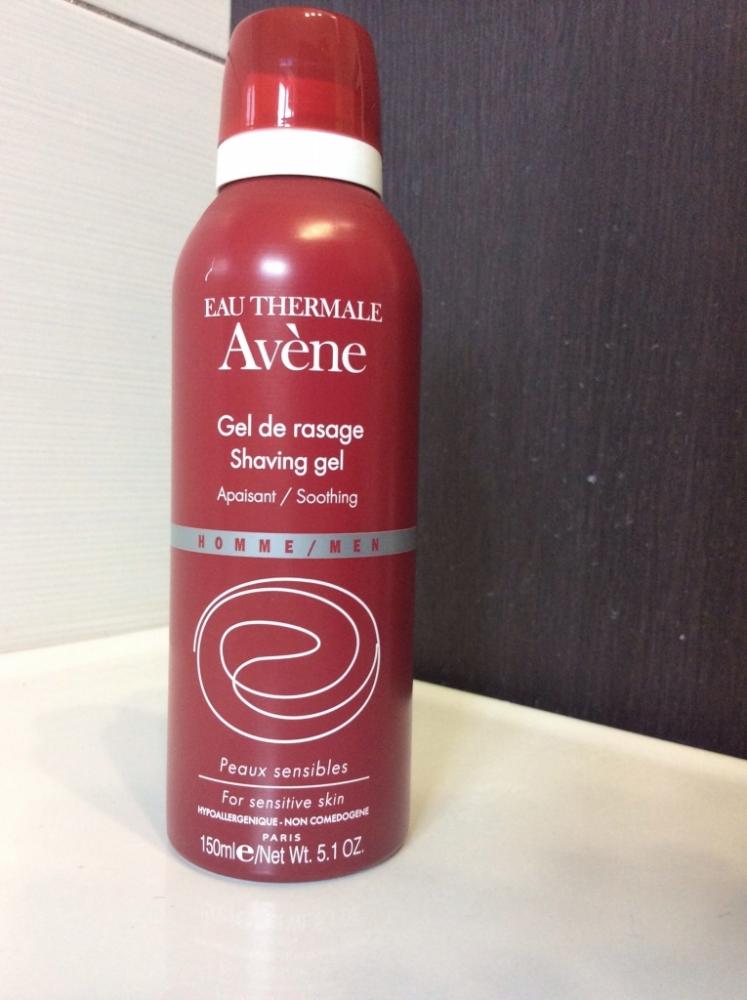 EAU THERMALE
Avène
Gel de rasage
Shaving gel
Apaisant / Soothing
HOMME/MEN
Peaux sensibles
For sensitive skin
HYPOALLERGENIQUE - NON COMEDOGENE
PARIS
150ml℮/Net Wt. 5.1 OZ.